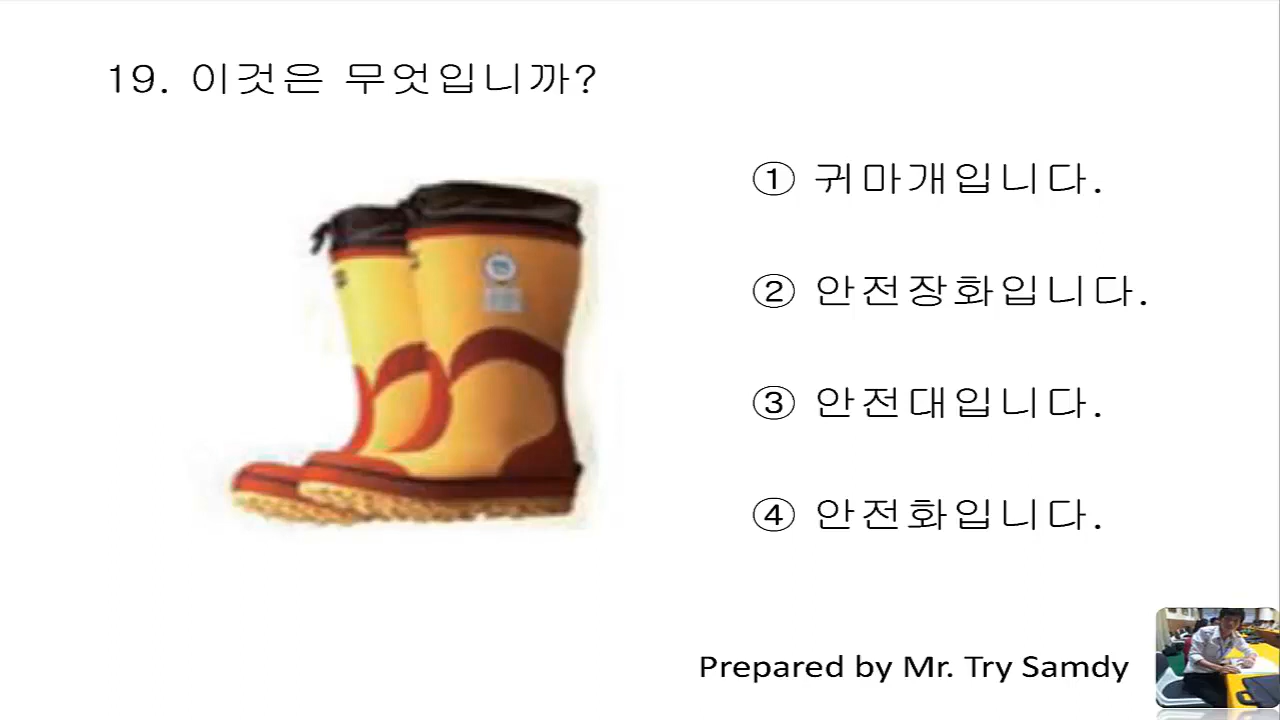 19. 이것은 무엇입니까?
① 귀마개입니다.
② 안전장화입니다.
③ 안전대입니다.
④ 안전화입니다.
Prepared by Mr. Try Samdy